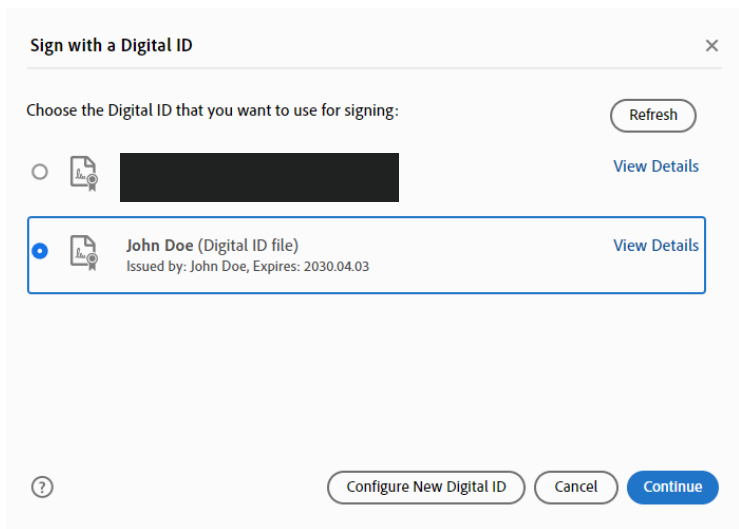 Sign with a Digital ID
Choose the Digital ID that you want to use for signing:
Refresh
View Details
John Doe (Digital ID file)
View Details
Issued by: John Doe, Expires: 2030.04.03
Configure New Digital ID
Cancel
Continue